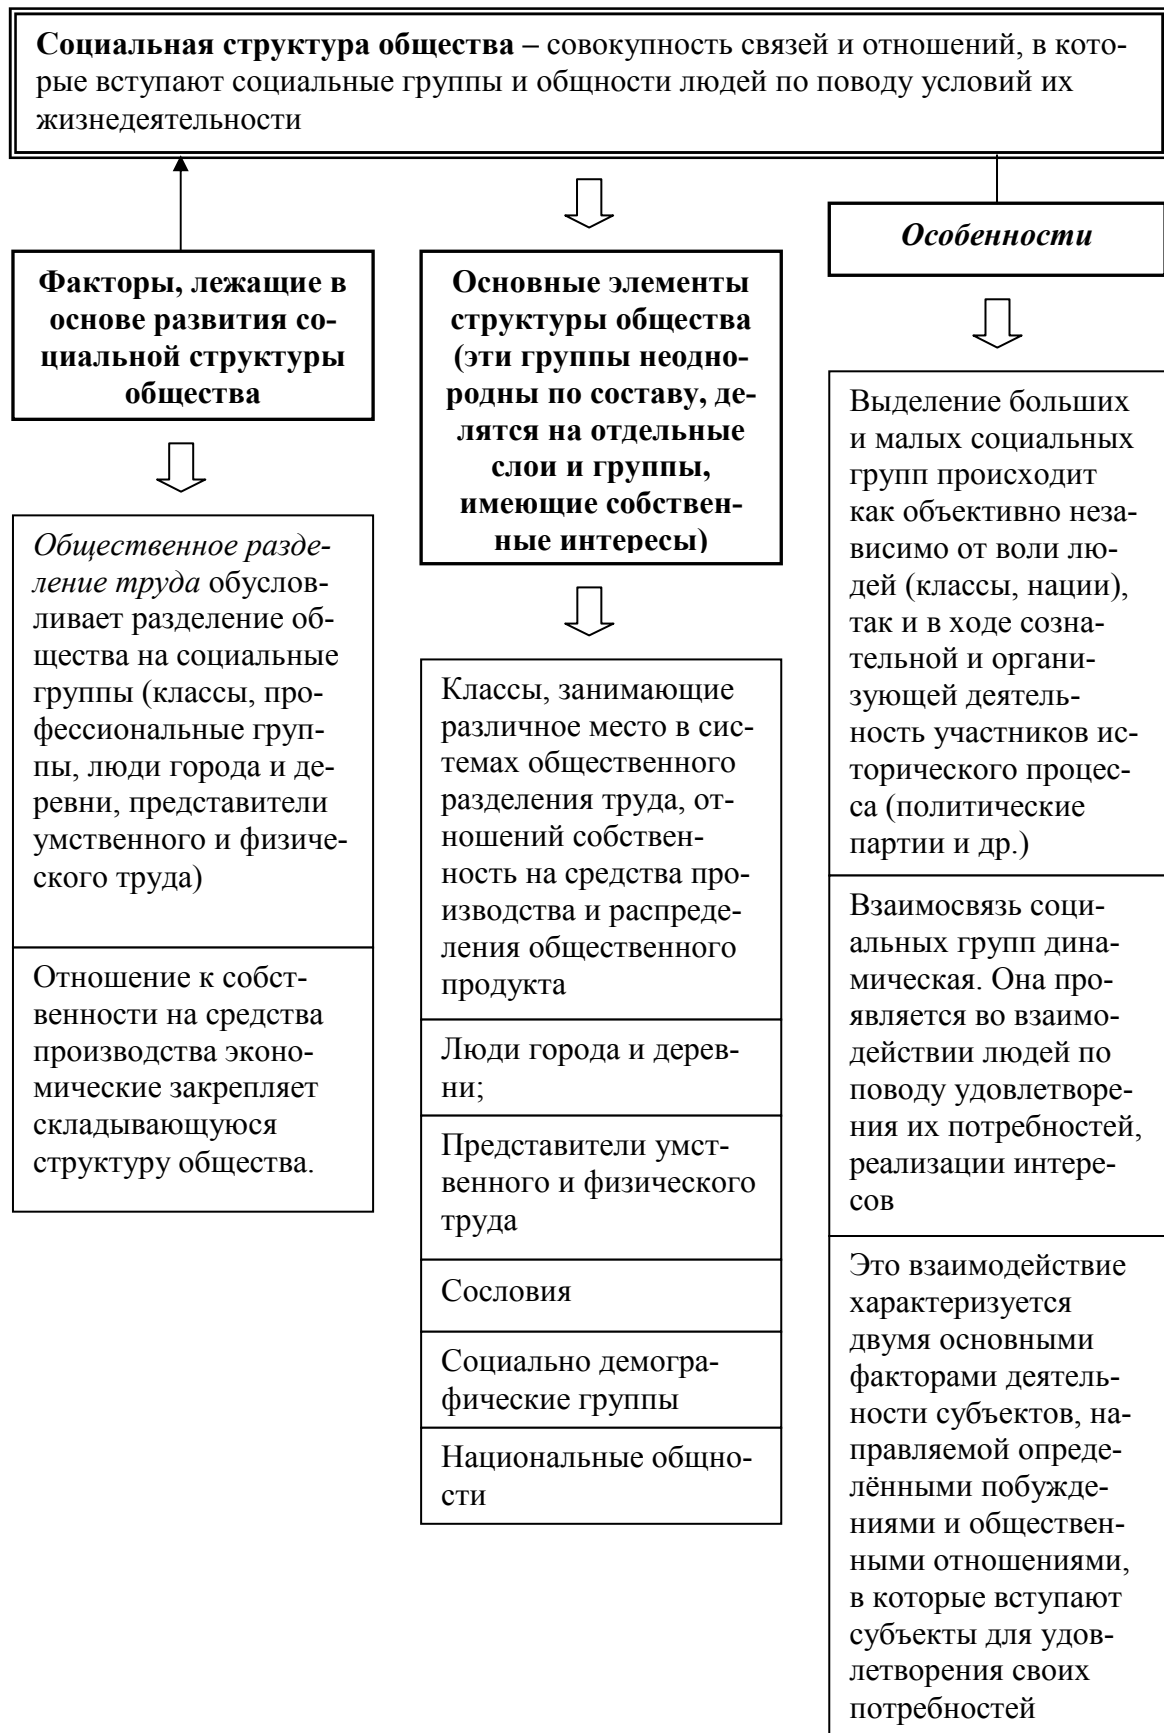 Социальная структура общества – совокупность связей и отношений, в кото-
рые вступают социальные группы и общности людей по поводу условий их
жизнедеятельности
Факторы, лежащие в
основе развития со-
циальной структуры
общества
Общественное разде-
ление труда обуслов-
ливает разделение об-
щества на социальные
группы (классы, про-
фессиональные груп-
пы, люди города и де-
ревни, представители
умственного и физиче-
ского труда)
Отношение к собст-
венности на средства
производства эконо-
мические закрепляет
складывающуюся
структуру общества.
Основные элементы
структуры общества
(эти группы неодно-
родны по составу, де-
лятся на отдельные
слои и группы,
имеющие собствен-
ные интересы)
Классы, занимающие
различное место в сис-
темах общественного
разделения труда, от-
ношений собствен-
ность на средства про-
изводства и распреде-
ления общественного
продукта
Люди города и дерев-
ни;
Представители умст-
венного и физического
труда
Сословия
Социально демогра-
фические группы
Национальные общно-
сти
Особенности
Выделение больших
и малых социальных
групп происходит
как объективно неза-
висимо от воли лю-
дей (классы, нации),
так и в ходе созна-
тельной и органи-
зующей деятель-
ность участников ис-
торического процес-
са (политические
партии и др.)
Взаимосвязь соци-
альных групп дина-
мическая. Она про-
является во взаимо-
действии людей по
поводу удовлетворе-
ния их потребностей,
реализации интере-
сов
Это взаимодействие
характеризуется
двумя основными
факторами деятель-
ности субъектов, на-
правляемой опреде-
лёнными побужде-
ниями и обществен-
ными отношениями,
в которые вступают
субъекты для удов-
летворения своих
потребностей